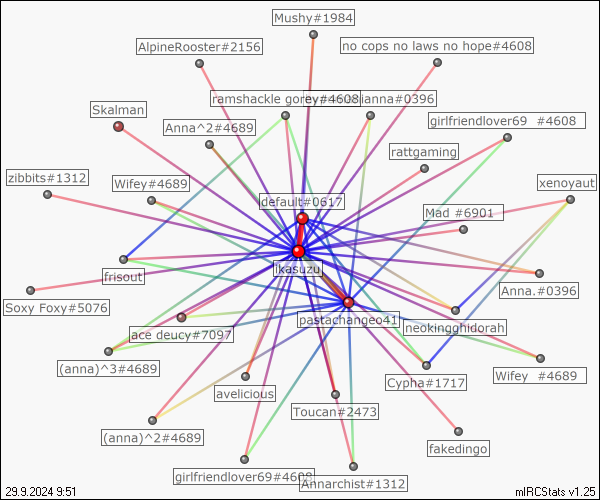 Mushy#1984
AlpineRooster#2156
no cops no laws no hope#4608
ramshackle gorey#4608
ianna#0396
Skalman
Anna^2#4689
girlfriendlover69 #4608
rattgaming
zibbits#1312
Wifey#4689
xenoyaut
default#0617
Mad #6901
likasuzu
frisout
Anna.#0396
Soxy Foxy#5076
pastachangeo41
neokingghidorah
ace deucy#7097
(anna)^3#4689
Cypha#1717
Wifey #4689
avelicious
Toucan#2473
(anna)^2#4689
fakedingo
girlfriendlover69#4608
Annarchist#1312
29.9.2024 9:51
mIRCStats v1.25